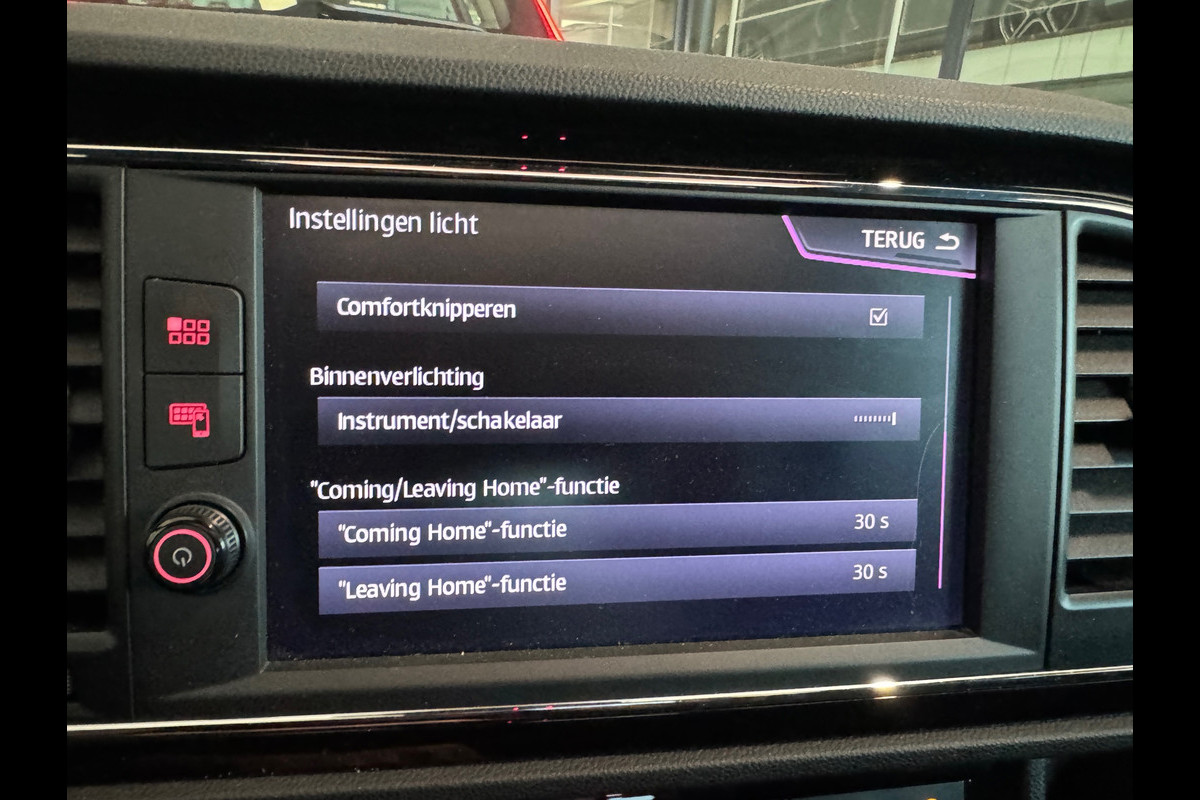 Instellingen licht
TERUG
Comfortknipperen
Binnenverlichting
Instrument/schakelaar
"Coming/Leaving Home"-functie
"Coming Home"-functie 30 s
"Leaving Home"-functie 30 s